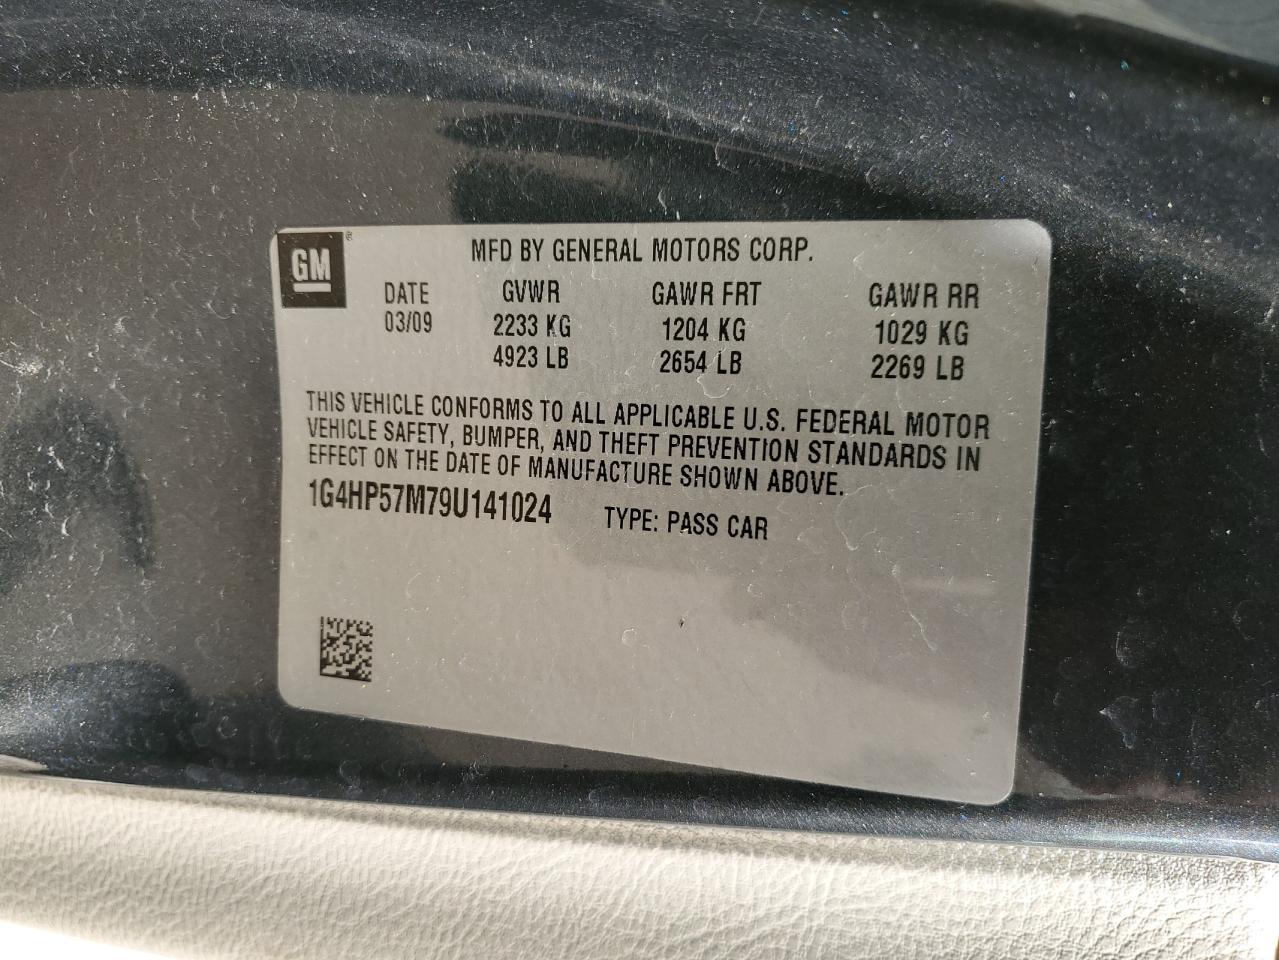 GM®
MFD BY GENERAL MOTORS CORP.
DATE GVWR GAWR FRT GAWR RR
03/09 2233 KG 1204 KG 1029 KG
4923 LB 2654 LB 2269 LB
THIS VEHICLE CONFORMS TO ALL APPLICABLE U.S. FEDERAL MOTOR
VEHICLE SAFETY, BUMPER, AND THEFT PREVENTION STANDARDS IN
EFFECT ON THE DATE OF MANUFACTURE SHOWN ABOVE.
1G4HP57M79U141024 TYPE: PASS CAR